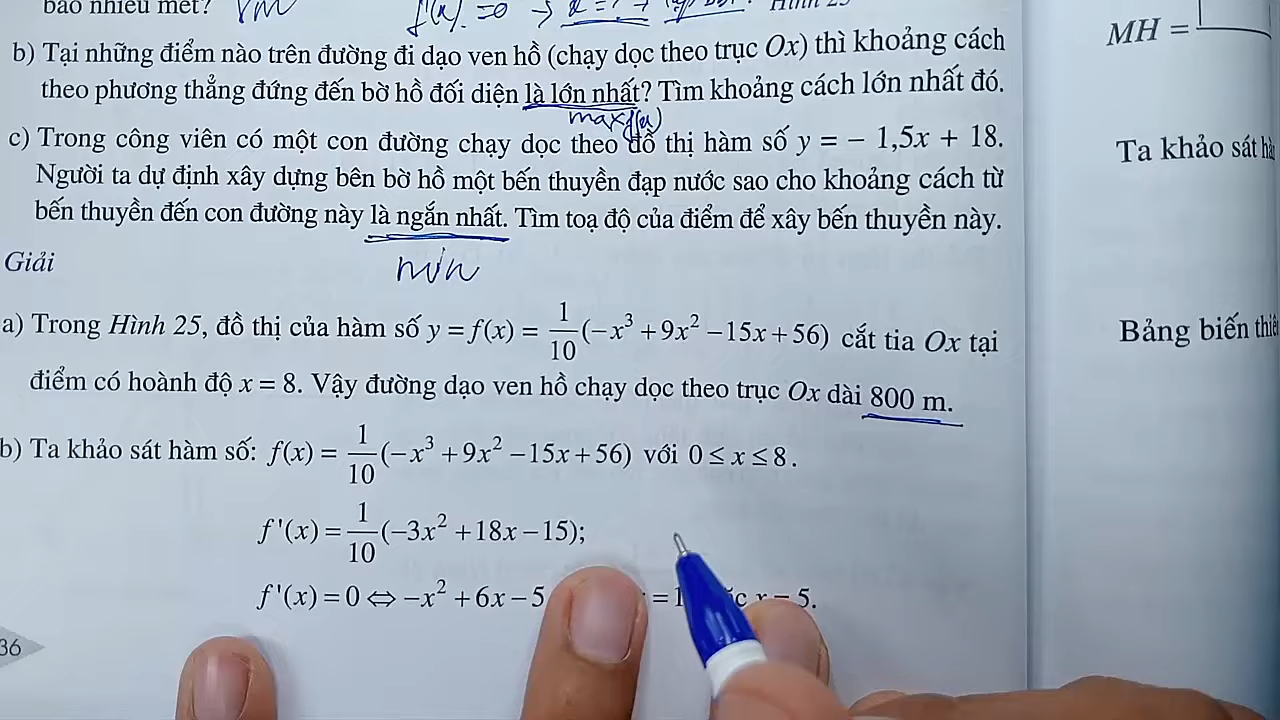 bao nhiêu mét?
f'(x) = 0 → x = ? →
b) Tại những điểm nào trên đường đi dạo ven hồ (chạy dọc theo trục Ox) thì khoảng cách
theo phương thẳng đứng đến bờ hồ đối diện là lớn nhất? Tìm khoảng cách lớn nhất đó.
max f(x)
c) Trong công viên có một con đường chạy dọc theo đồ thị hàm số y = − 1,5x + 18.
Người ta dự định xây dựng bên bờ hồ một bến thuyền đạp nước sao cho khoảng cách từ
bến thuyền đến con đường này là ngắn nhất. Tìm toạ độ của điểm để xây bến thuyền này.
min
Giải
a) Trong Hình 25, đồ thị của hàm số y = f(x) = 1/10(−x³ + 9x² − 15x + 56) cắt tia Ox tại
điểm có hoành độ x = 8. Vậy đường dạo ven hồ chạy dọc theo trục Ox dài 800 m.
b) Ta khảo sát hàm số: f(x) = 1/10(−x³ + 9x² − 15x + 56) với 0 ≤ x ≤ 8.
f'(x) = 1/10(−3x² + 18x − 15);
f'(x) = 0 ⇔ −x² + 6x − 5 = 1 x = 5.
36
MH =
Ta khảo sát
Bảng biến